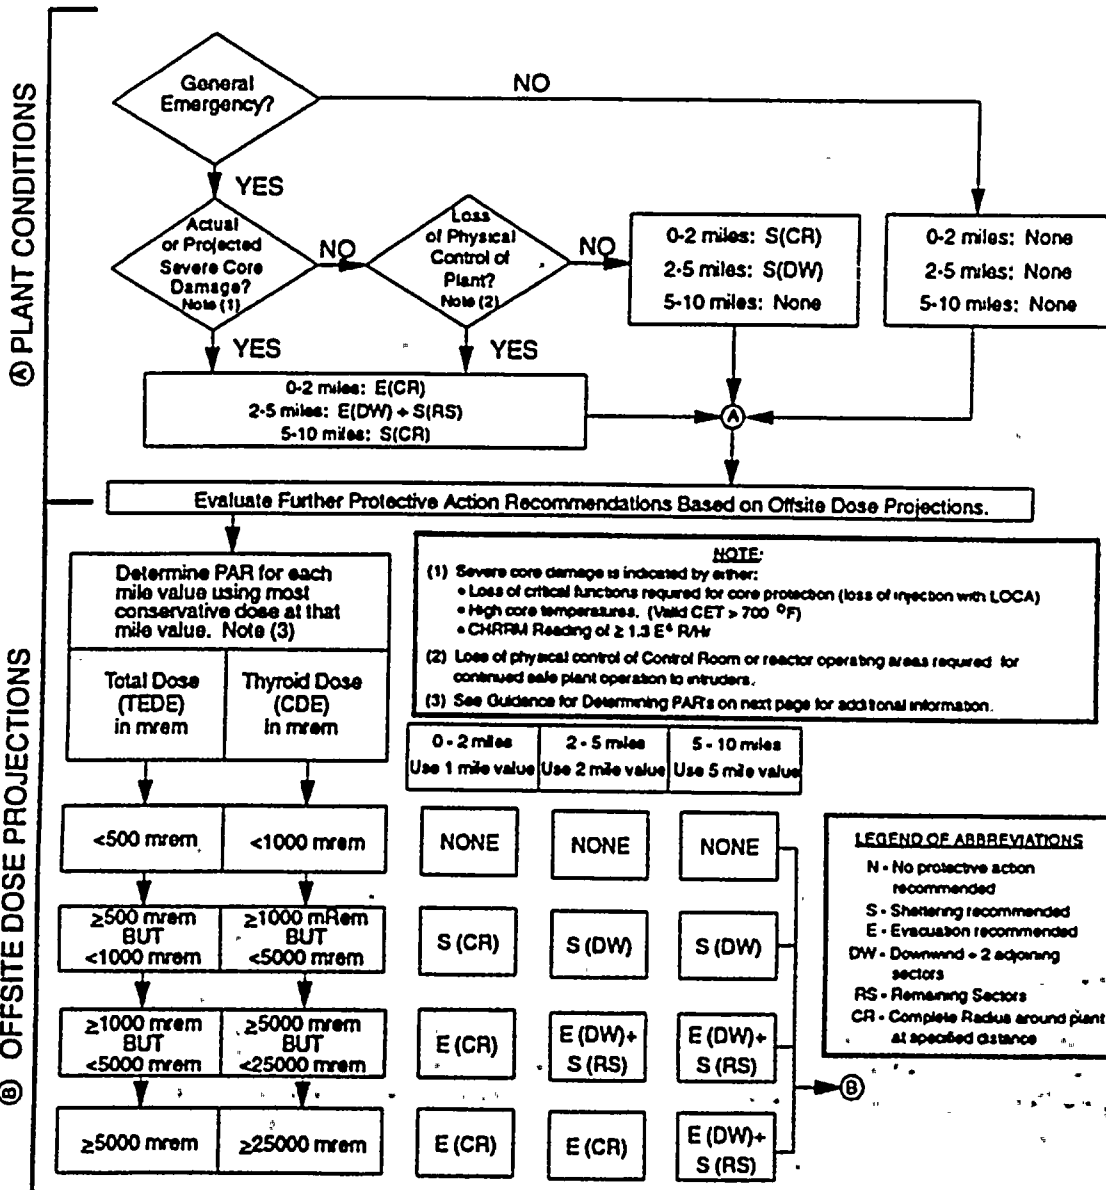 Ⓐ PLANT CONDITIONS
General
Emergency?
NO
YES
Actual
or Projected
Severe Core
Damage?
Note (1)
NO
Loss
of Physical
Control of
Plant?
Note (2)
NO
0-2 miles: S(CR)
2-5 miles: S(DW)
5-10 miles: None
0-2 miles: None
2-5 miles: None
5-10 miles: None
YES
YES
0-2 miles: E(CR)
2-5 miles: E(DW) + S(RS)
5-10 miles: S(CR)
A
Evaluate Further Protective Action Recommendations Based on Offsite Dose Projections.
Ⓑ OFFSITE DOSE PROJECTIONS
Determine PAR for each
mile value using most
conservative dose at that
mile value. Note (3)
Total Dose
(TEDE)
in mrem
Thyroid Dose
(CDE)
in mrem
NOTE:
(1) Severe core damage is indicated by either:
• Loss of critical functions required for core protection (loss of injection with LOCA)
• High core temperatures. (Valid CET > 700 °F)
• CHRRM Reading of ≥ 1.3 E⁴ R/Hr
(2) Loss of physical control of Control Room or reactor operating areas required for
continued safe plant operation to intruders.
(3) See Guidance for Determining PAR's on next page for additional information.
0 - 2 miles
Use 1 mile value
2 - 5 miles
Use 2 mile value
5 - 10 miles
Use 5 mile value
<500 mrem
<1000 mrem
NONE
NONE
NONE
≥500 mrem
BUT
<1000 mrem
≥1000 mRem
BUT
<5000 mrem
S (CR)
S (DW)
S (DW)
≥1000 mrem
BUT
<5000 mrem
≥5000 mrem
BUT
<25000 mrem
E (CR)
E (DW)+
S (RS)
E (DW)+
S (RS)
≥5000 mrem
≥25000 mrem
E (CR)
E (CR)
E (DW)+
S (RS)
B
LEGEND OF ABBREVIATIONS
N - No protective action
recommended
S - Sheltering recommended
E - Evacuation recommended
DW - Downwind + 2 adjoining
sectors
RS - Remaining Sectors
CR - Complete Radius around plant
at specified distance